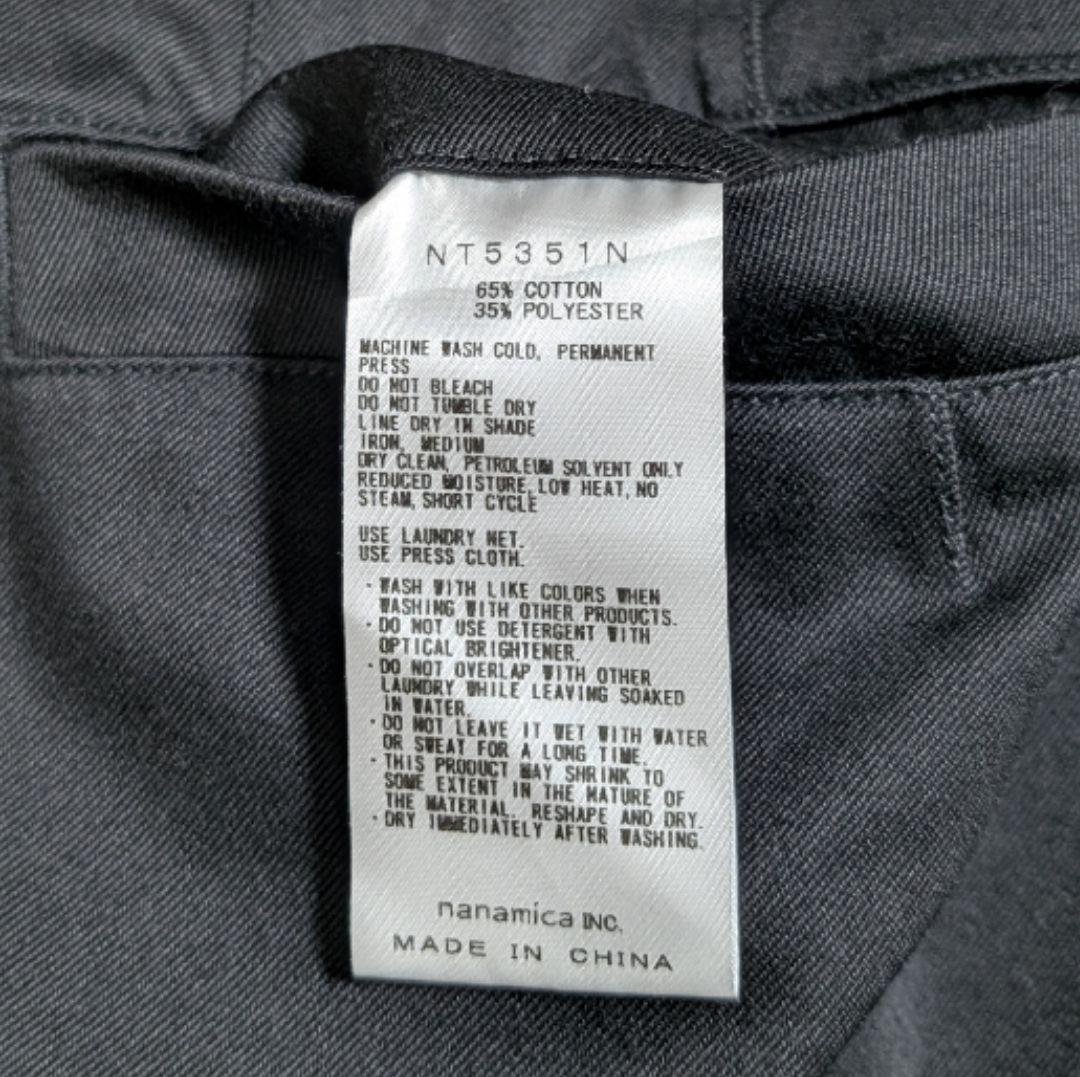 NT5351N
65% COTTON
35% POLYESTER
MACHINE WASH COLD, PERMANENT
PRESS
DO NOT BLEACH
DO NOT TUMBLE DRY
LINE DRY IN SHADE
IRON, MEDIUM
DRY CLEAN, PETROLEUM SOLVENT ONLY
REDUCED MOISTURE, LOW HEAT, NO
STEAM, SHORT CYCLE
USE LAUNDRY NET.
USE PRESS CLOTH.
・WASH WITH LIKE COLORS WHEN
WASHING WITH OTHER PRODUCTS.
・DO NOT USE DETERGENT WITH
OPTICAL BRIGHTENER.
・DO NOT OVERLAP WITH OTHER
LAUNDRY WHILE LEAVING SOAKED
IN WATER.
・DO NOT LEAVE IT WET WITH WATER
OR SWEAT FOR A LONG TIME.
・THIS PRODUCT MAY SHRINK TO
SOME EXTENT IN THE NATURE OF
THE MATERIAL. RESHAPE AND DRY.
・DRY IMMEDIATELY AFTER WASHING.
nanamica INC.
MADE IN CHINA